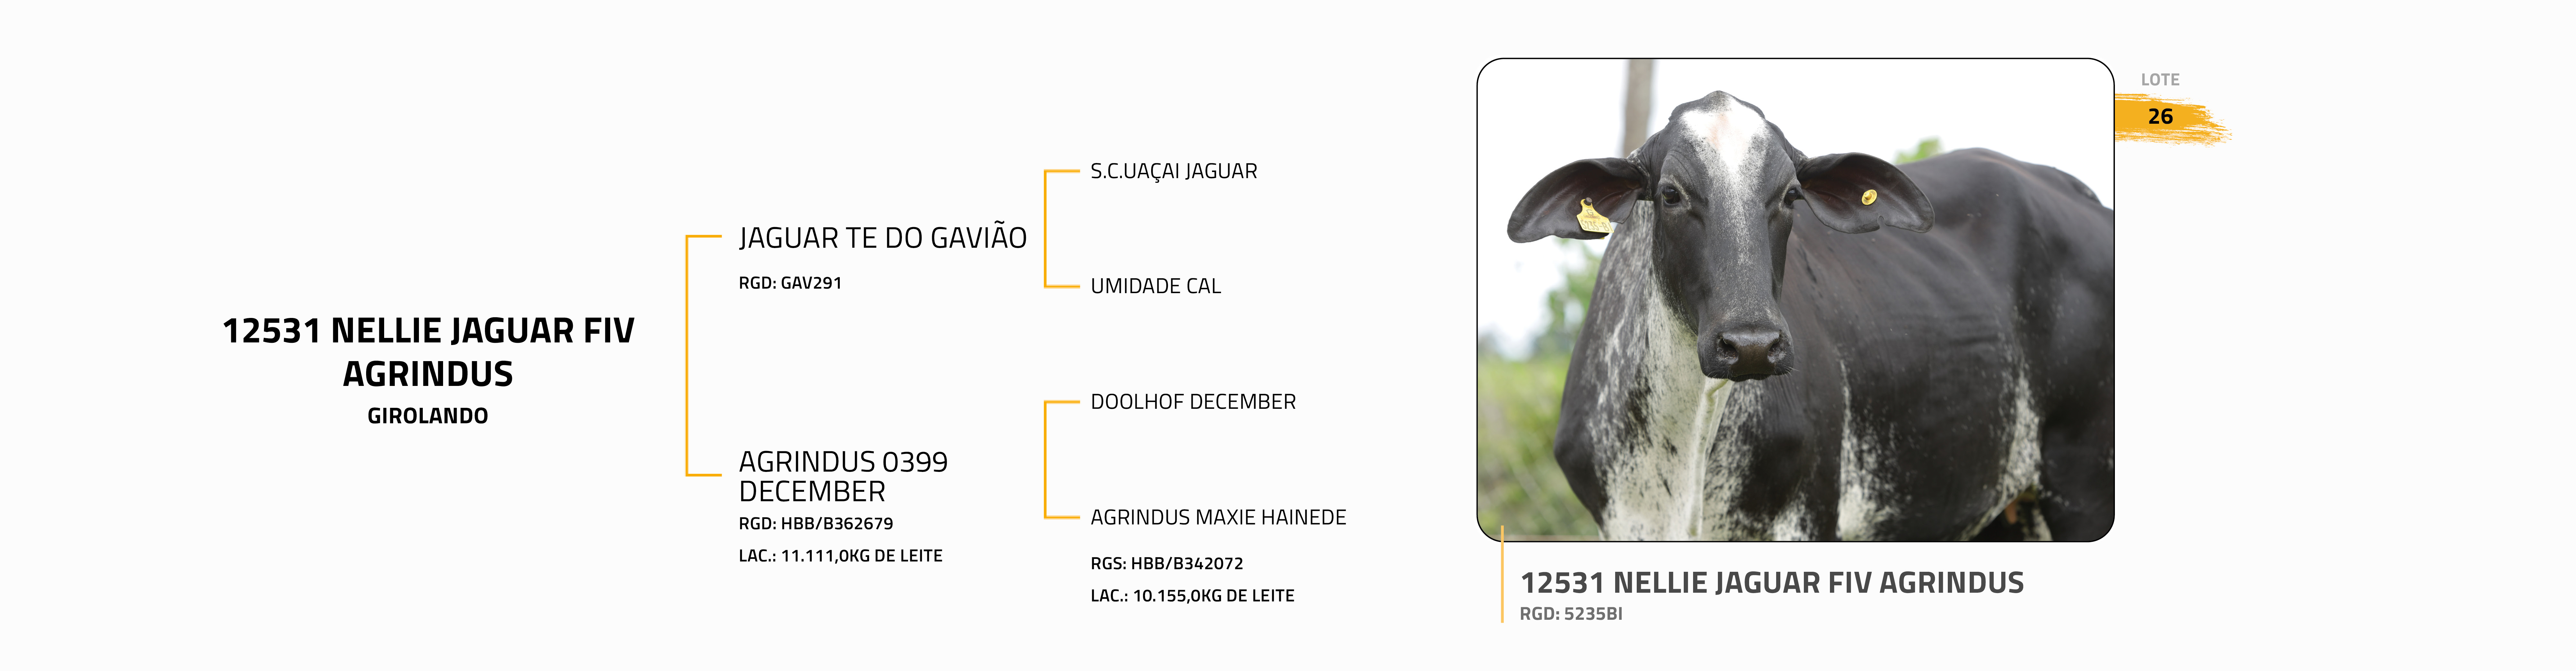 12531 NELLIE JAGUAR FIV
AGRINDUS
GIROLANDO
JAGUAR TE DO GAVIÃO
RGD: GAV291
AGRINDUS 0399
DECEMBER
RGD: HBB/B362679
LAC.: 11.111,0KG DE LEITE
S.C.UAÇAI JAGUAR
UMIDADE CAL
DOOLHOF DECEMBER
AGRINDUS MAXIE HAINEDE
RGS: HBB/B342072
LAC.: 10.155,0KG DE LEITE
LOTE
26
12531 NELLIE JAGUAR FIV AGRINDUS
RGD: 5235BI